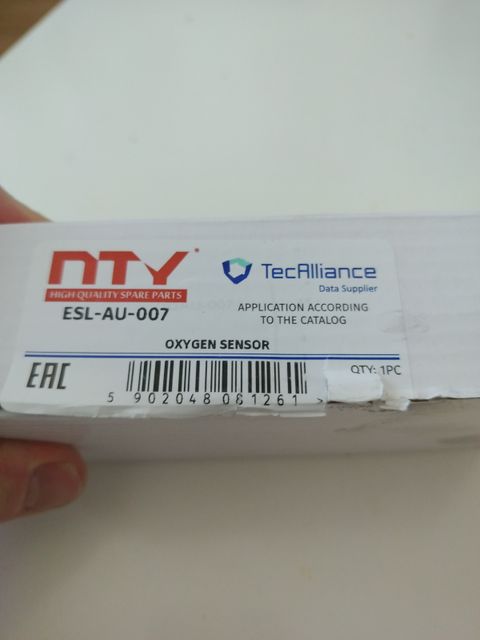 NTY
HIGH QUALITY SPARE PARTS
ESL-AU-007
TecAlliance
Data Supplier
APPLICATION ACCORDING
TO THE CATALOG
OXYGEN SENSOR
EAC
QTY: 1PC
5 902048 081261 >